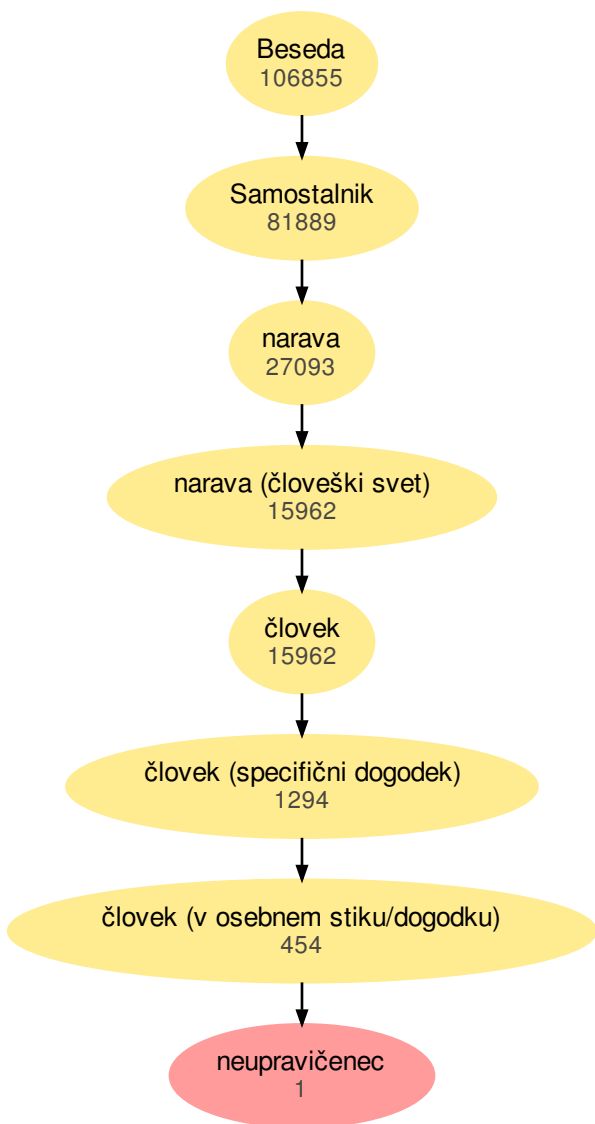 Beseda
106855
Samostalnik
81889
narava
27093
narava (človeški svet)
15962
človek
15962
človek (specifični dogodek)
1294
človek (v osebnem stiku/dogodku)
454
neupravičenec
1